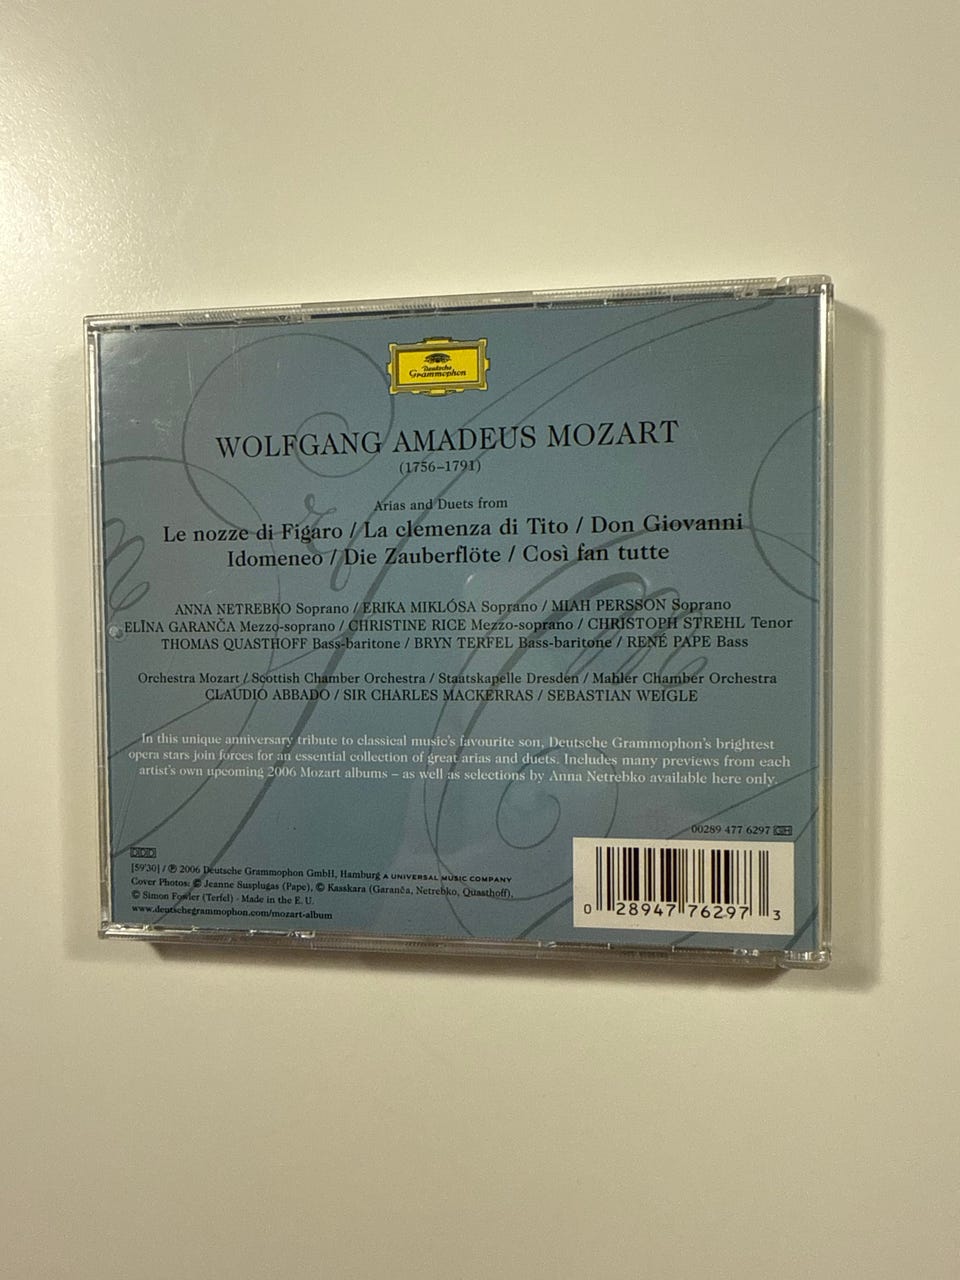 Deutsche
Grammophon
WOLFGANG AMADEUS MOZART
(1756–1791)
Arias and Duets from
Le nozze di Figaro / La clemenza di Tito / Don Giovanni
Idomeneo / Die Zauberflöte / Così fan tutte
ANNA NETREBKO Soprano / ERIKA MIKLÓSA Soprano / MIAH PERSSON Soprano
ELĪNA GARANČA Mezzo-soprano / CHRISTINE RICE Mezzo-soprano / CHRISTOPH STREHL Tenor
THOMAS QUASTHOFF Bass-baritone / BRYN TERFEL Bass-baritone / RENÉ PAPE Bass
Orchestra Mozart / Scottish Chamber Orchestra / Staatskapelle Dresden / Mahler Chamber Orchestra
CLAUDIO ABBADO / SIR CHARLES MACKERRAS / SEBASTIAN WEIGLE
In this unique anniversary tribute to classical music's favourite son, Deutsche Grammophon's brightest
opera stars join forces for an essential collection of great arias and duets. Includes many previews from each
artist's own upcoming 2006 Mozart albums – as well as selections by Anna Netrebko available here only.
00289 477 6297 GH
DDD
[59'30] / ℗ 2006 Deutsche Grammophon GmbH, Hamburg A UNIVERSAL MUSIC COMPANY
Cover Photos: © Jeanne Susplugas (Pape), © Kasskara (Garanča, Netrebko, Quasthoff),
© Simon Fowler (Terfel) · Made in the E. U.
www.deutschegrammophon.com/mozart-album
0 28947 76297 3